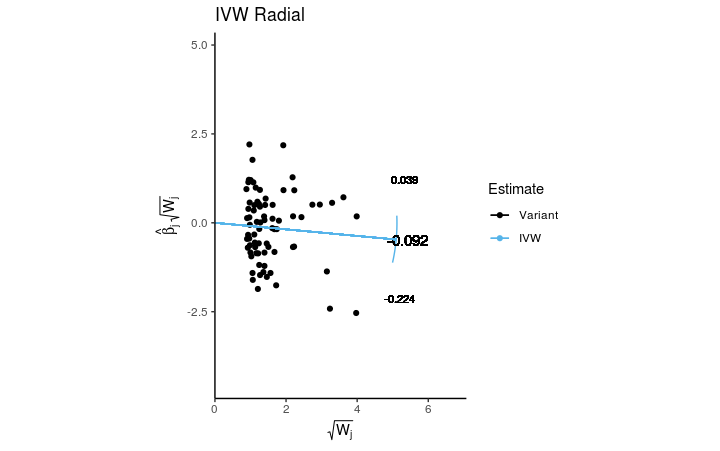 IVW Radial
5.0
2.5
0.0
-2.5
β̂j√Wj
0.039
-0.092
-0.224
0 2 4 6
√Wj
Estimate
Variant
IVW